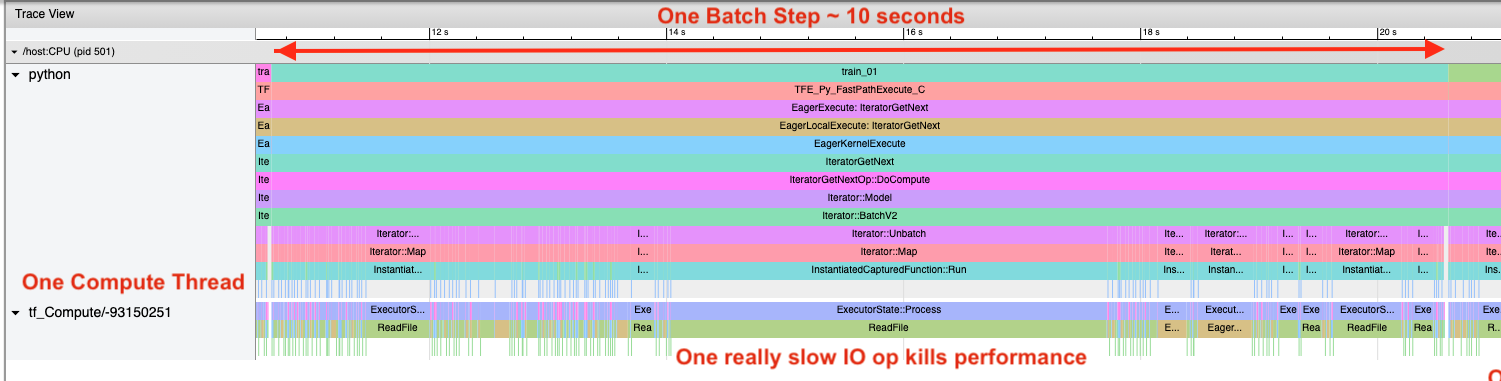 Trace View
One Batch Step ~ 10 seconds
12 s 14 s 16 s 18 s 20 s
/host:CPU (pid 501)
python
tra train_01
TF TFE_Py_FastPathExecute_C
Ea EagerExecute: IteratorGetNext
Ea EagerLocalExecute: IteratorGetNext
Ea EagerKernelExecute
Ite IteratorGetNext
Ite IteratorGetNextOp::DoCompute
Ite Iterator::Model
Ite Iterator::BatchV2
Iterator:... I... Iterator::Unbatch Ite... Iterator:... I... I... Iterator:... I... Ite...
Iterator::Map I... Iterator::Map Ite... Iterat... I... I... Iterator::Map I... Ite...
One Compute Thread
Instantiat... I... InstantiatedCapturedFunction::Run Ins... Instan... I... I... Instantiat... I... Ins...
tf_Compute/-93150251
ExecutorS... Exe ExecutorState::Process E... Execut... Exe Exe ExecutorS... Exe Exe
ReadFile Rea ReadFile E... Eager... Rea ReadFile Rea R...
One really slow IO op kills performance